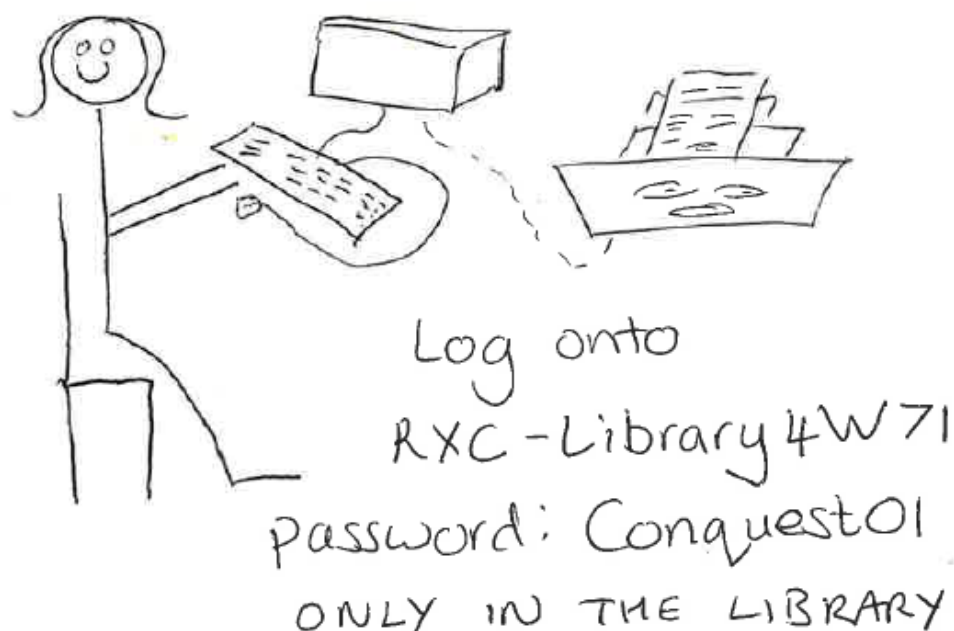 Log onto
RXC-Library4W71
password: Conquest01
ONLY IN THE LIBRARY